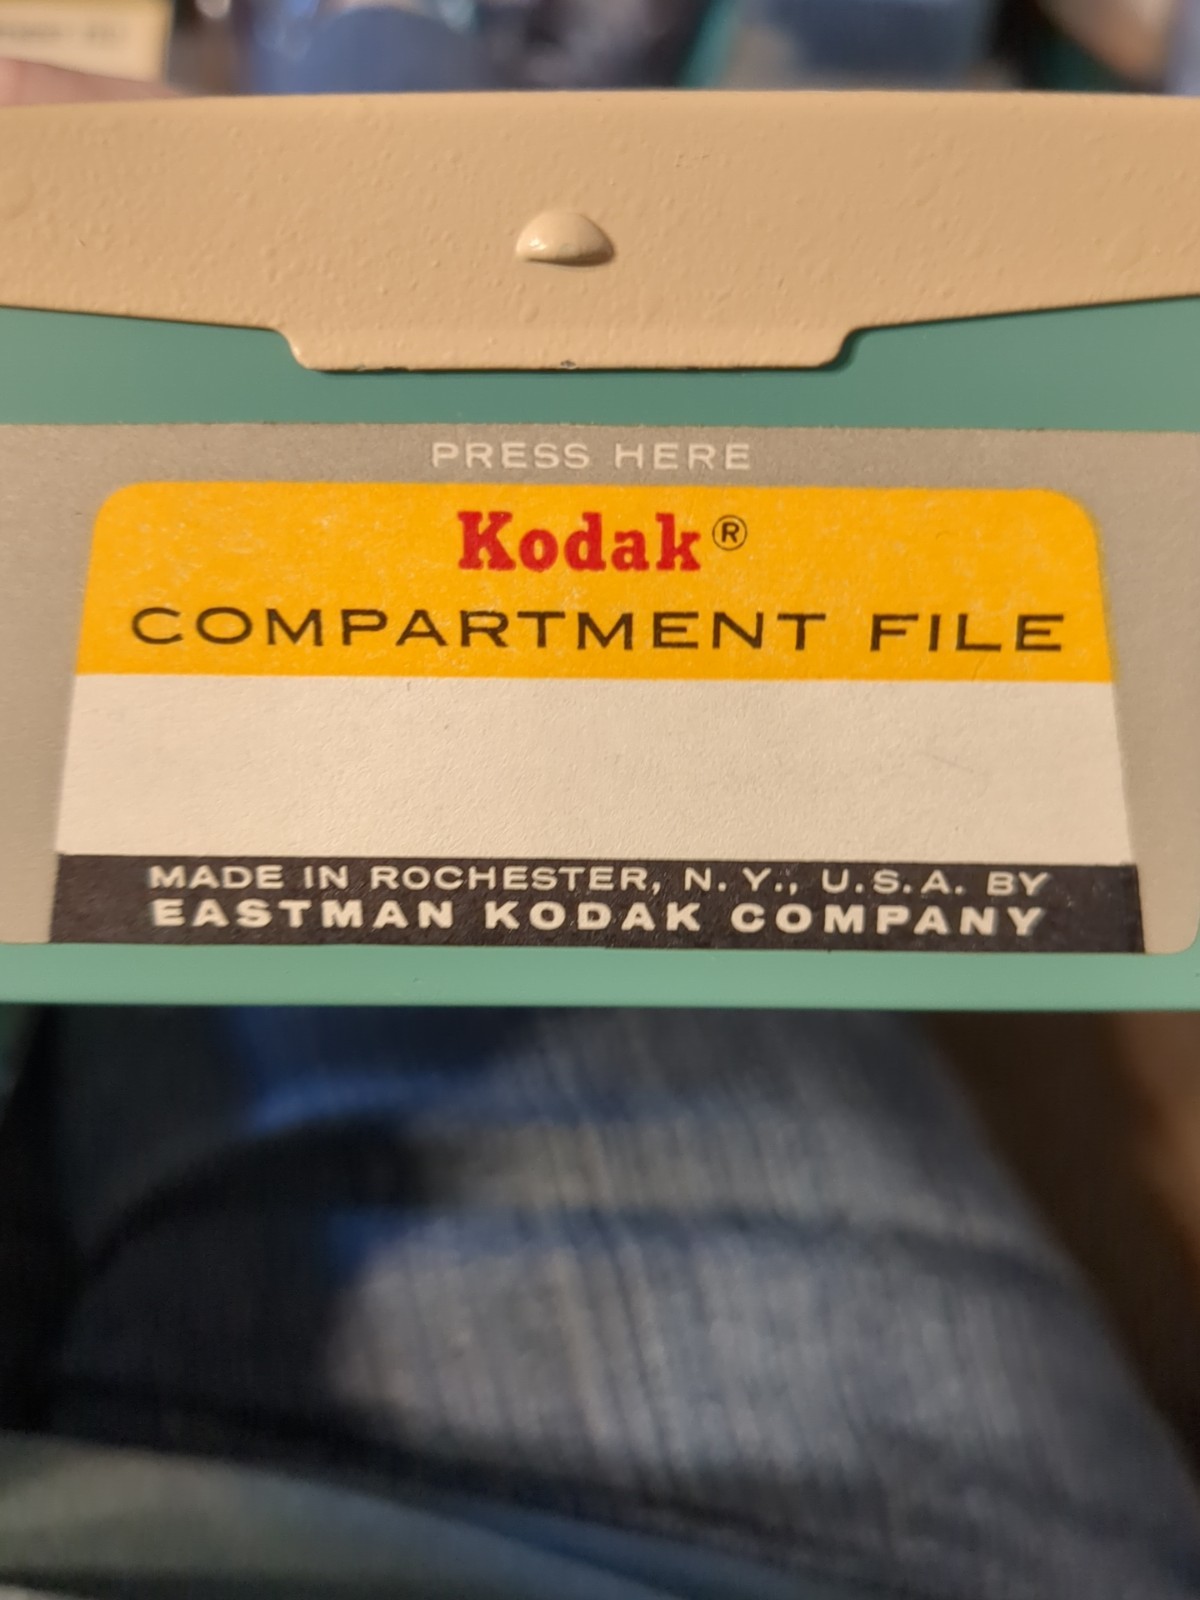 PRESS HERE
Kodak®
COMPARTMENT FILE
MADE IN ROCHESTER, N. Y., U.S.A. BY
EASTMAN KODAK COMPANY